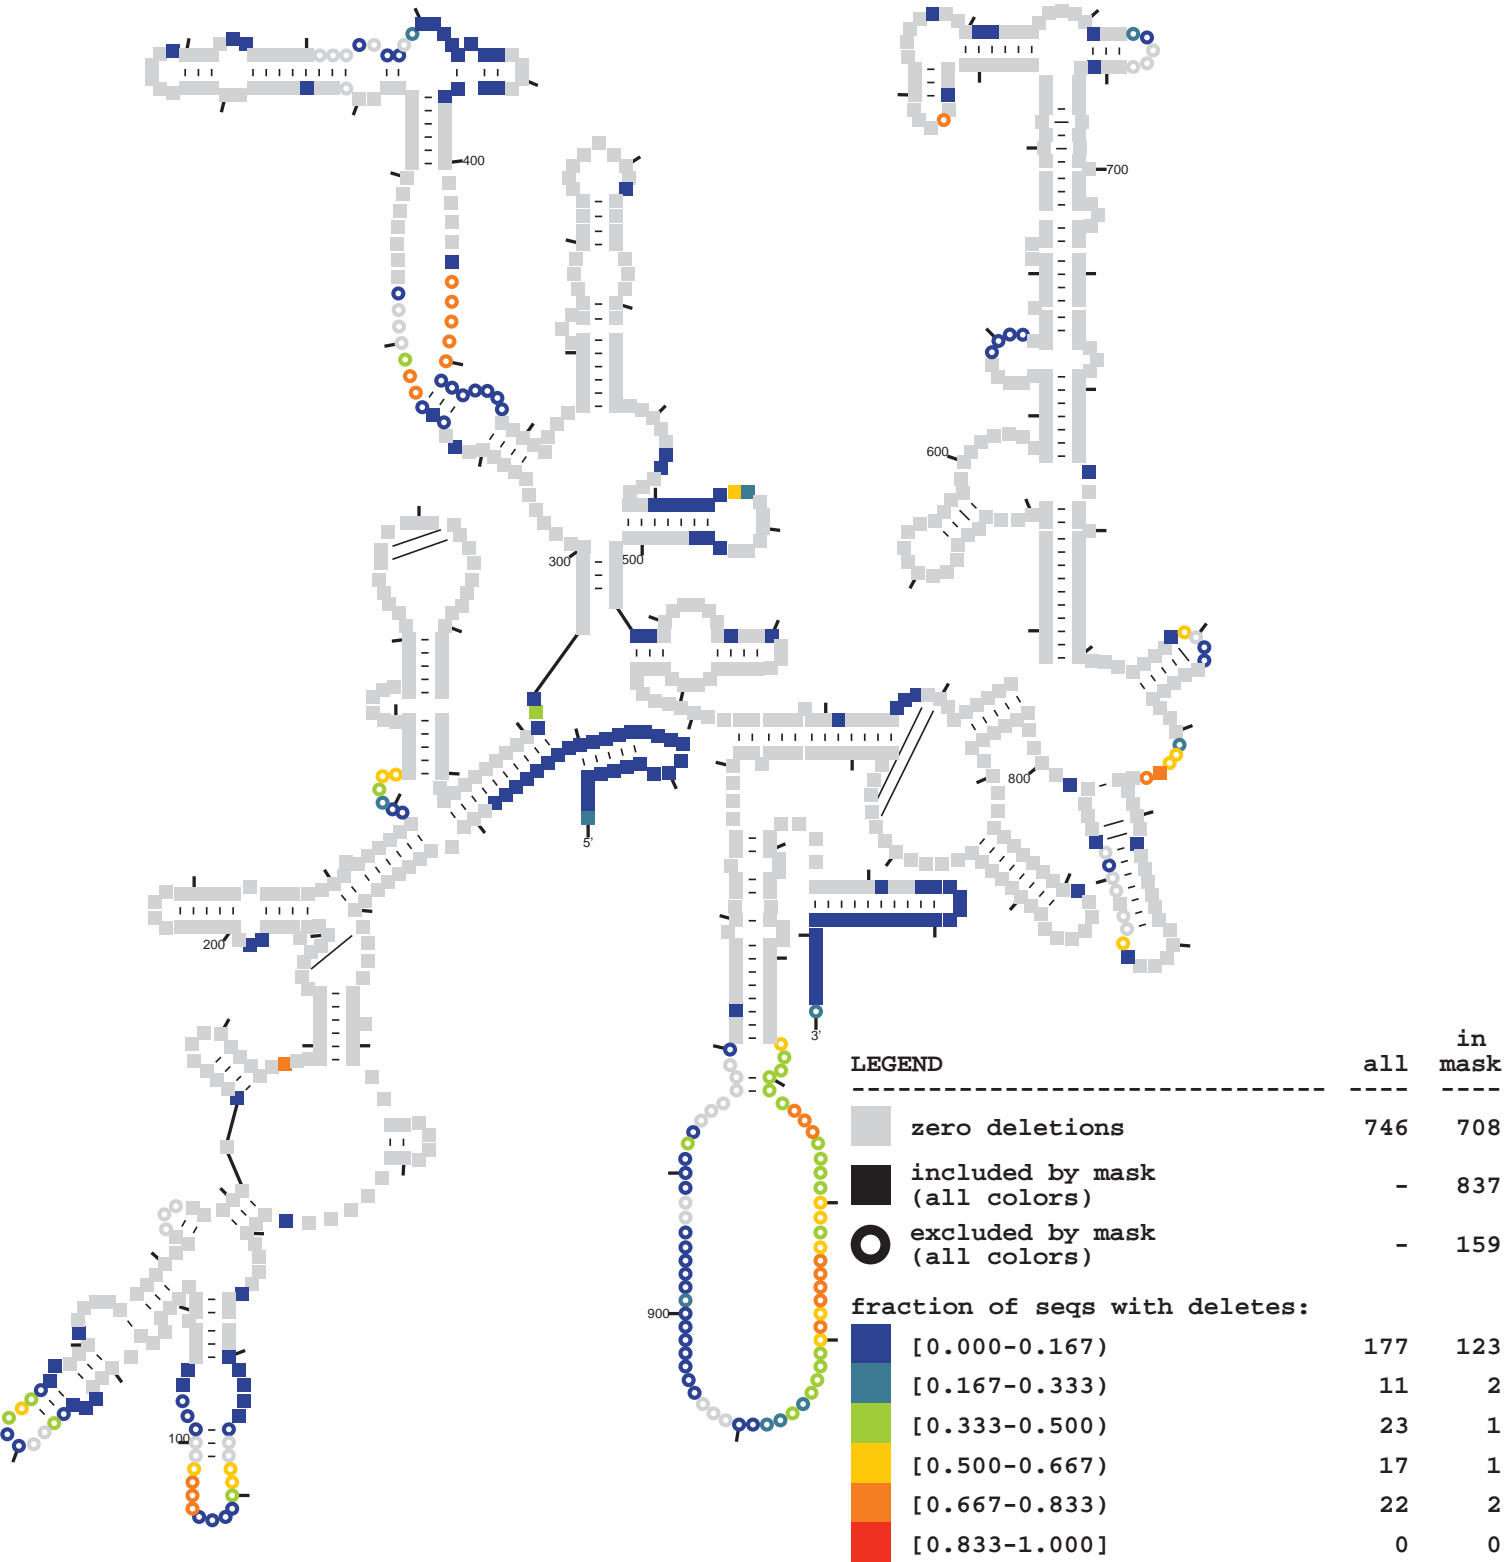 400
700
600
300
500
800
5'
200
3'
900
100
in
LEGEND all mask
------------------------------- ---- ----
zero deletions 746 708
included by mask
(all colors) - 837
excluded by mask
(all colors) - 159
fraction of seqs with deletes:
[0.000-0.167) 177 123
[0.167-0.333) 11 2
[0.333-0.500) 23 1
[0.500-0.667) 17 1
[0.667-0.833) 22 2
[0.833-1.000] 0 0